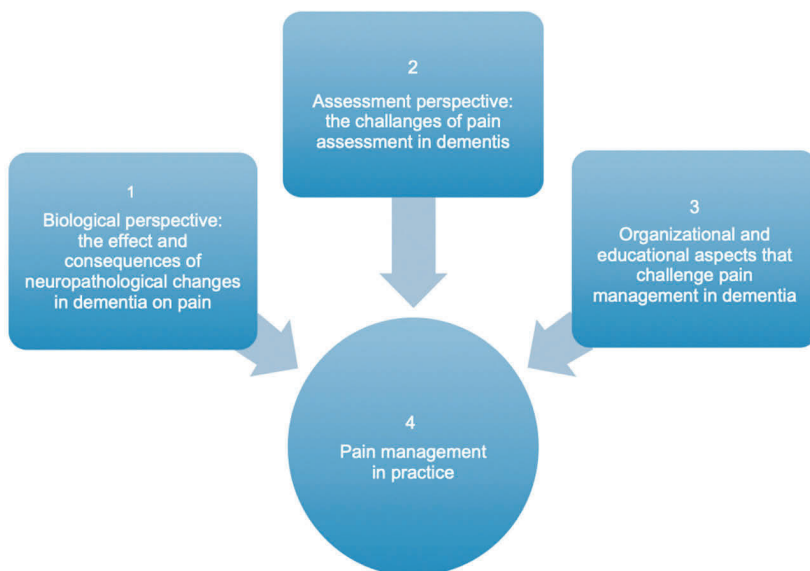 1
Biological perspective:
the effect and
consequences of
neuropathological changes
in dementia on pain
2
Assessment perspective:
the challanges of pain
assessment in dementis
3
Organizational and
educational aspects that
challenge pain
management in dementia
4
Pain management
in practice